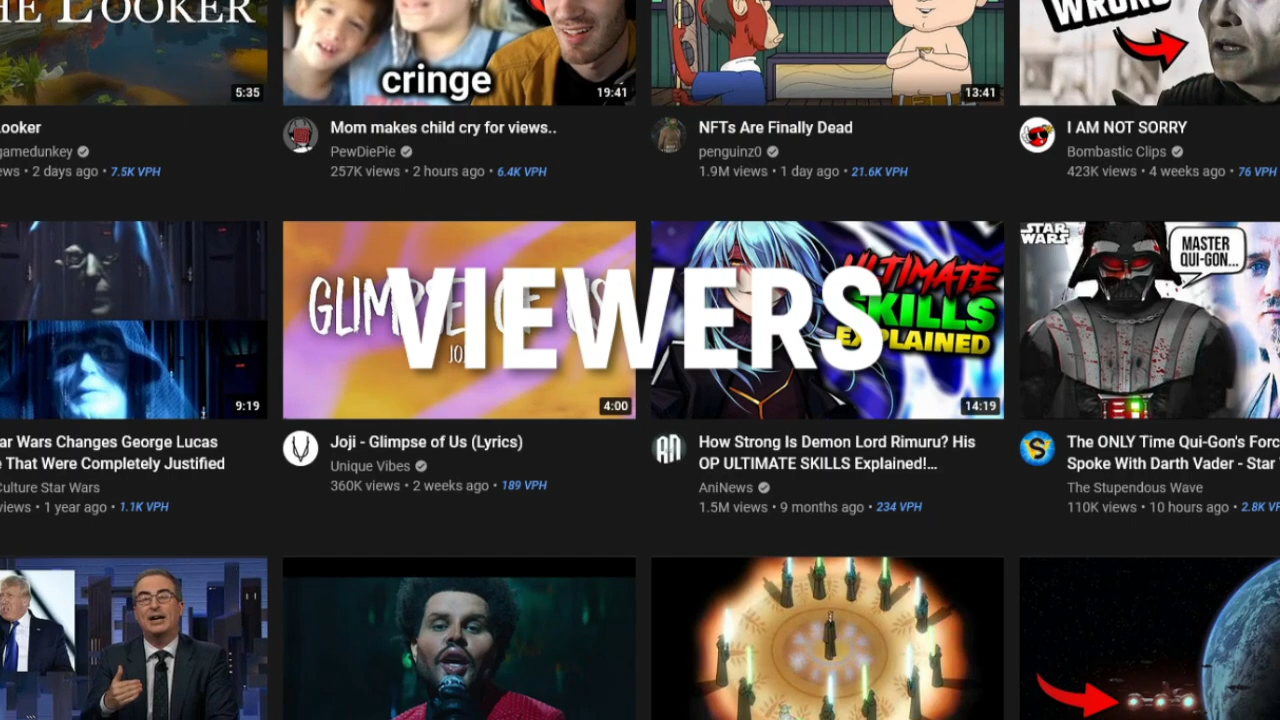 HE LOOKER
5:35
cringe
19:41
13:41
WRONG
ooker
gamedunkey
ews • 2 days ago • 7.5K VPH
Mom makes child cry for views..
PewDiePie
257K views • 2 hours ago • 6.4K VPH
NFTs Are Finally Dead
penguinz0
1.9M views • 1 day ago • 21.6K VPH
I AM NOT SORRY
Bombastic Clips
423K views • 4 weeks ago • 76 VPH
9:19
GLIMPSE OF US
JO
4:00
VIEWERS
ULTIMATE
SKILLS
EXPLAINED
14:19
STAR
WARS
MASTER
QUI-GON...
ar Wars Changes George Lucas
e That Were Completely Justified
Culture Star Wars
views • 1 year ago • 1.1K VPH
Joji - Glimpse of Us (Lyrics)
Unique Vibes
360K views • 2 weeks ago • 189 VPH
AN
How Strong Is Demon Lord Rimuru? His
OP ULTIMATE SKILLS Explained!...
AniNews
1.5M views • 9 months ago • 234 VPH
S
The ONLY Time Qui-Gon's Forc
Spoke With Darth Vader - Star
The Stupendous Wave
110K views • 10 hours ago • 2.8K VP